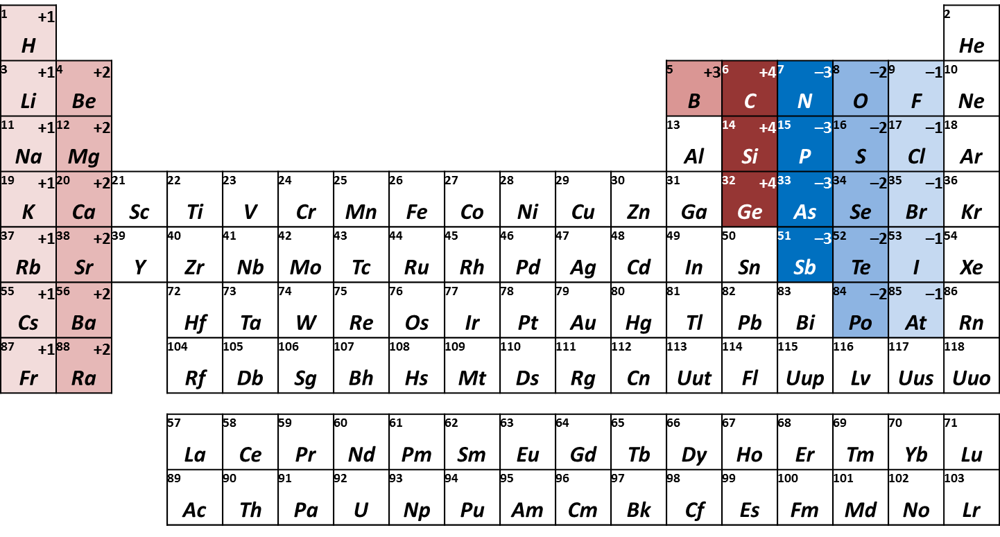 1 +1 2
H He
3 +1 4 +2 5 +3 6 +4 7 –3 8 –2 9 –1 10
Li Be B C N O F Ne
11 +1 12 +2 13 14 +4 15 –3 16 –2 17 –1 18
Na Mg Al Si P S Cl Ar
19 +1 20 +2 21 22 23 24 25 26 27 28 29 30 31 32 +4 33 –3 34 –2 35 –1 36
K Ca Sc Ti V Cr Mn Fe Co Ni Cu Zn Ga Ge As Se Br Kr
37 +1 38 +2 39 40 41 42 43 44 45 46 47 48 49 50 51 –3 52 –2 53 –1 54
Rb Sr Y Zr Nb Mo Tc Ru Rh Pd Ag Cd In Sn Sb Te I Xe
55 +1 56 +2 72 73 74 75 76 77 78 79 80 81 82 83 84 –2 85 –1 86
Cs Ba Hf Ta W Re Os Ir Pt Au Hg Tl Pb Bi Po At Rn
87 +1 88 +2 104 105 106 107 108 109 110 111 112 113 114 115 116 117 118
Fr Ra Rf Db Sg Bh Hs Mt Ds Rg Cn Uut Fl Uup Lv Uus Uuo
57 58 59 60 61 62 63 64 65 66 67 68 69 70 71
La Ce Pr Nd Pm Sm Eu Gd Tb Dy Ho Er Tm Yb Lu
89 90 91 92 93 94 95 96 97 98 99 100 101 102 103
Ac Th Pa U Np Pu Am Cm Bk Cf Es Fm Md No Lr